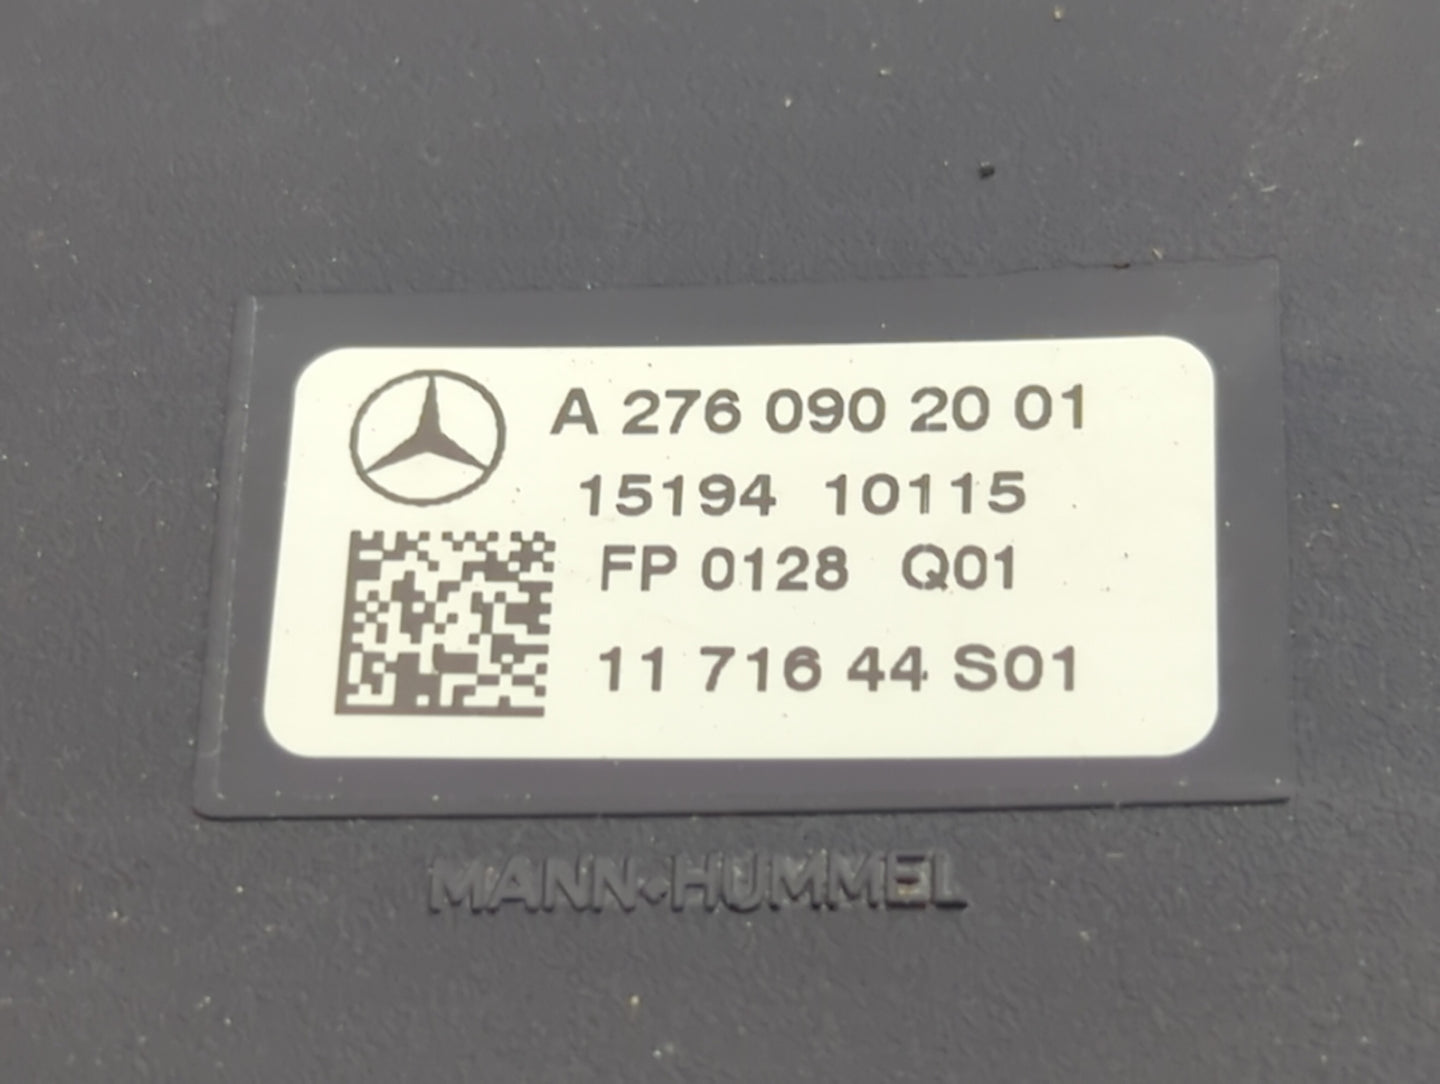 A 276 090 20 01
15194 10115
FP 0128 Q01
11 716 44 S01
MANN+HUMMEL